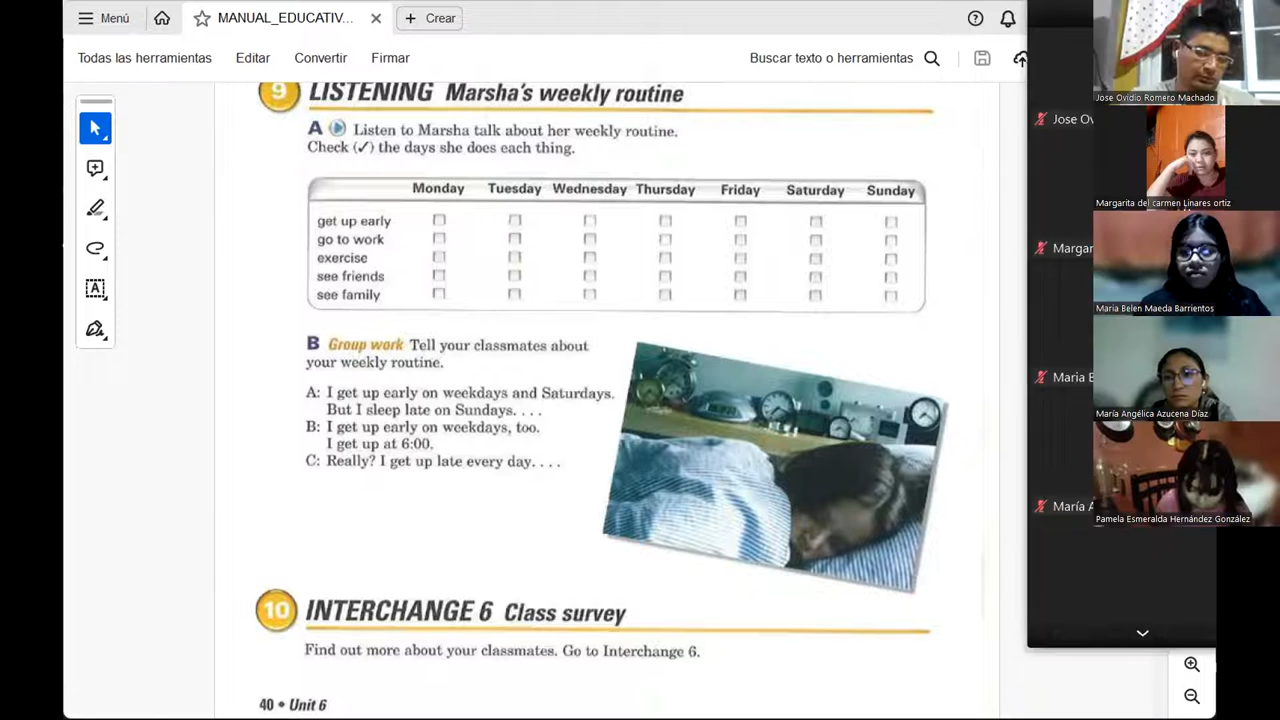 Menú
MANUAL_EDUCATIV...
Crear
Todas las herramientas
Editar
Convertir
Firmar
Buscar texto o herramientas
9 LISTENING Marsha's weekly routine
A Listen to Marsha talk about her weekly routine.
Check (✓) the days she does each thing.
Monday Tuesday Wednesday Thursday Friday Saturday Sunday
get up early
go to work
exercise
see friends
see family
B Group work Tell your classmates about
your weekly routine.
A: I get up early on weekdays and Saturdays.
But I sleep late on Sundays. . . .
B: I get up early on weekdays, too.
I get up at 6:00.
C: Really? I get up late every day. . . .
10 INTERCHANGE 6 Class survey
Find out more about your classmates. Go to Interchange 6.
40 • Unit 6
Jose Ovidio Romero Machado
Jose Ov
Margarita del carmen Linares ortiz
Margar
Maria Belen Maeda Barrientos
Maria B
María Angélica Azucena Díaz
María A
Pamela Esmeralda Hernández González